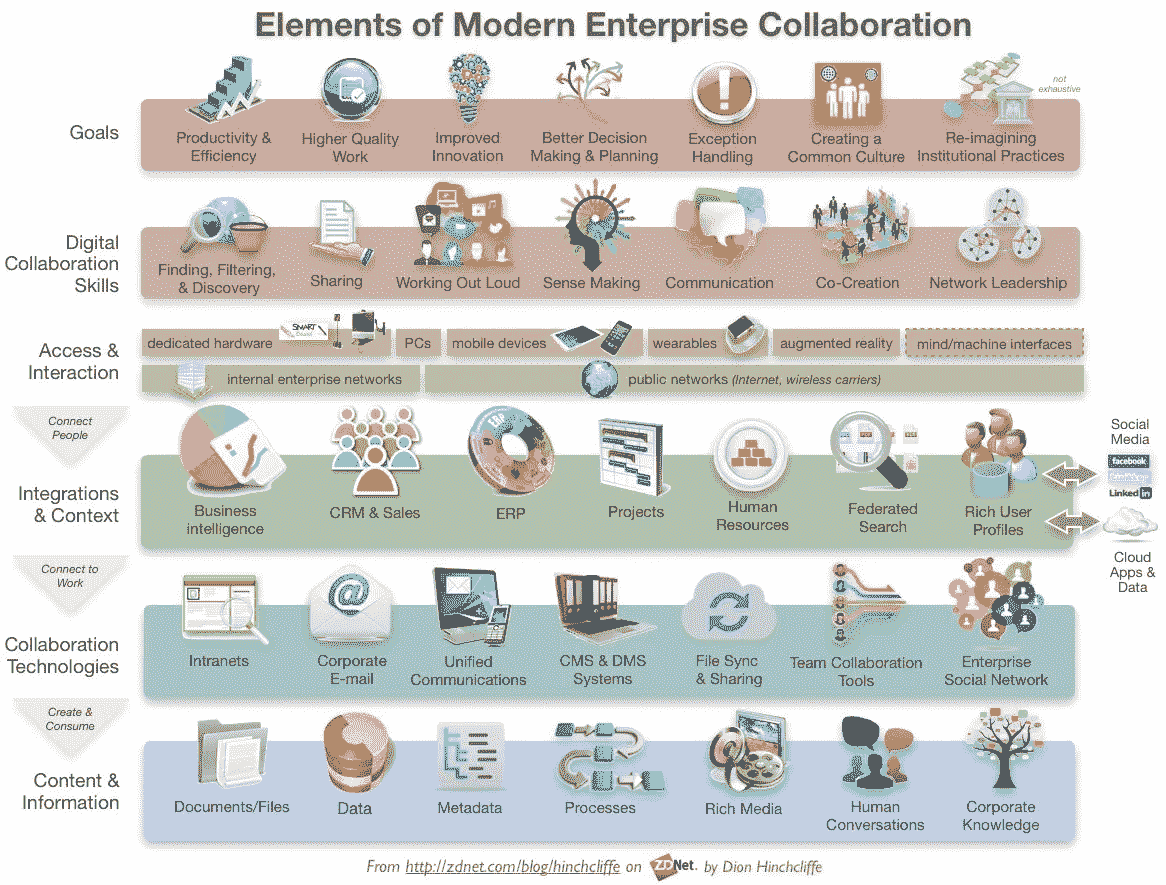 Elements of Modern Enterprise Collaboration
Goals
Productivity &
Efficiency
Higher Quality
Work
Improved
Innovation
Better Decision
Making & Planning
Exception
Handling
Creating a
Common Culture
Re-imagining
Institutional Practices
not
exhaustive
Digital
Collaboration
Skills
Finding, Filtering,
& Discovery
Sharing
Working Out Loud
Sense Making
Communication
Co-Creation
Network Leadership
Access &
Interaction
dedicated hardware
SMART
PCs
mobile devices
wearables
augmented reality
mind/machine interfaces
internal enterprise networks
public networks (Internet, wireless carriers)
Connect
People
Integrations
& Context
Business
intelligence
CRM & Sales
ERP
ERP
Projects
Human
Resources
Federated
Search
Rich User
Profiles
Social
Media
facebook
Linked in
Cloud
Apps &
Data
Connect to
Work
Collaboration
Technologies
Intranets
@
Corporate
E-mail
Unified
Communications
CMS & DMS
Systems
File Sync
& Sharing
Team Collaboration
Tools
Enterprise
Social Network
Create &
Consume
Content &
Information
Documents/Files
Data
Metadata
Processes
@
Rich Media
Human
Conversations
Corporate
Knowledge
From http://zdnet.com/blog/hinchcliffe on ZDNet. by Dion Hinchcliffe